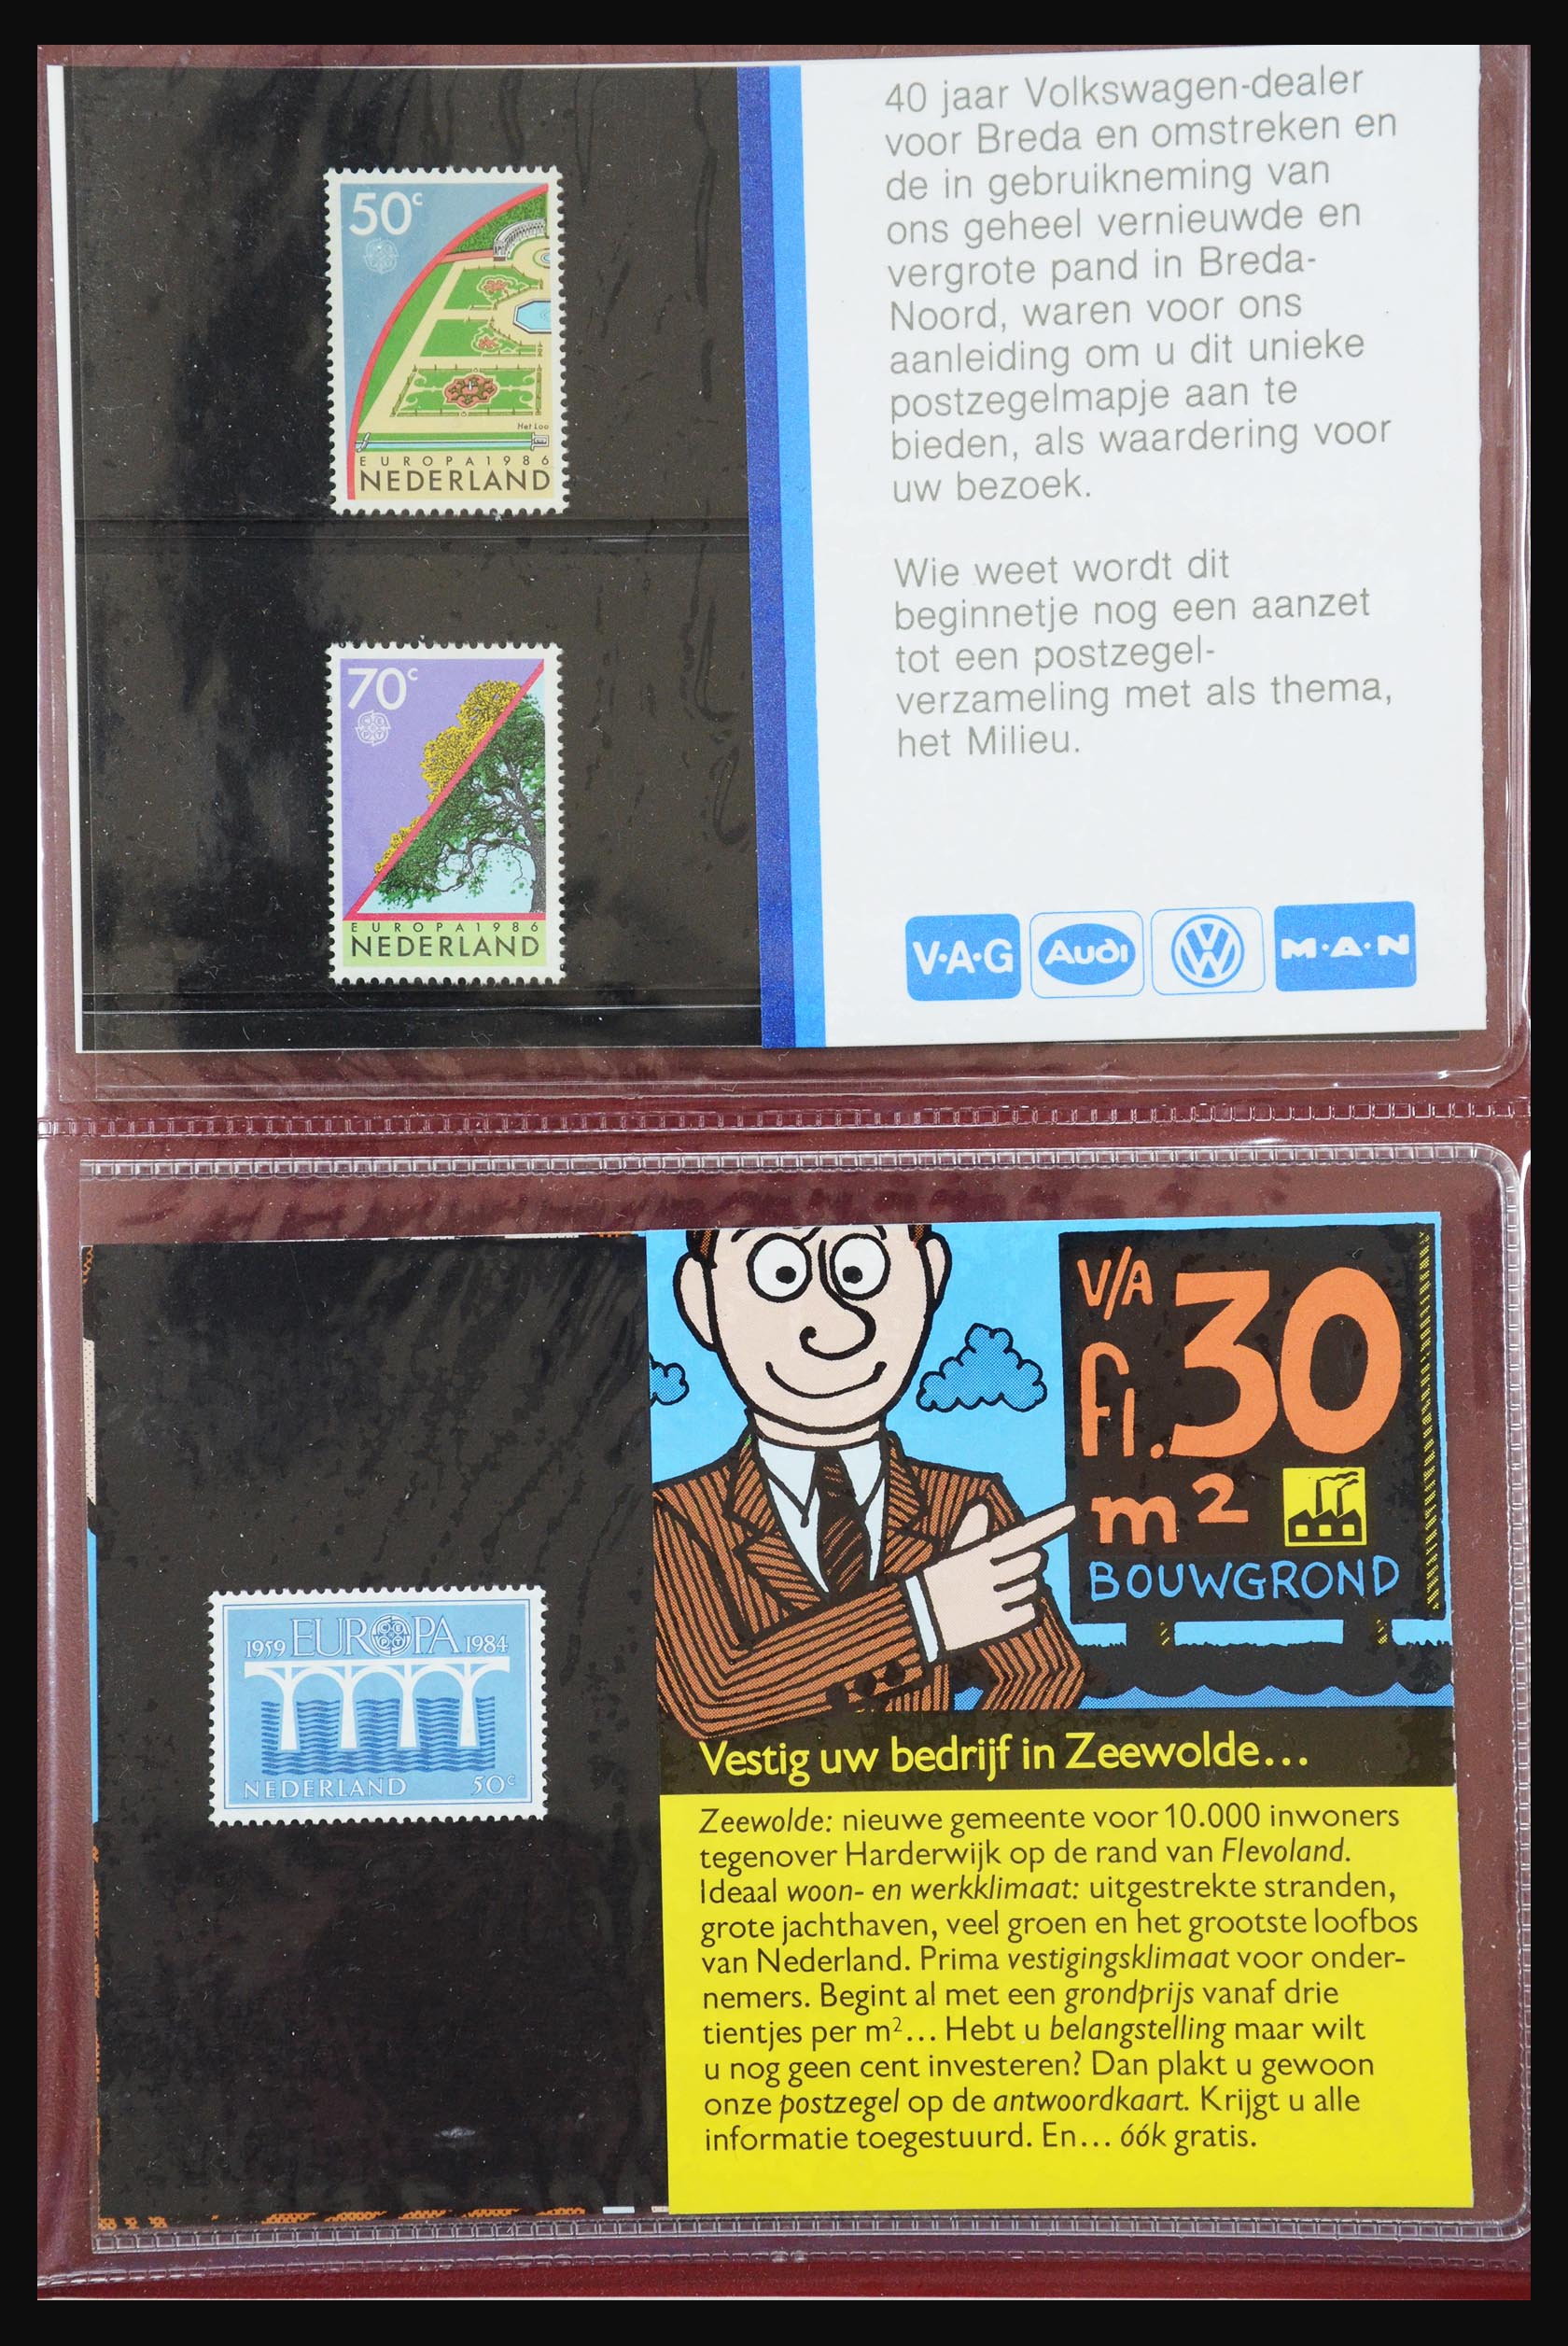 50c
Het Loo
EUROPA1986
NEDERLAND
70c
EUROPA1986
NEDERLAND
40 jaar Volkswagen-dealer
voor Breda en omstreken en
de in gebruikneming van
ons geheel vernieuwde en
vergrote pand in Breda-
Noord, waren voor ons
aanleiding om u dit unieke
postzegelmapje aan te
bieden, als waardering voor
uw bezoek.
Wie weet wordt dit
beginnetje nog een aanzet
tot een postzegel-
verzameling met als thema,
het Milieu.
V·A·G Audi VW M·A·N
1959 EUROPA 1984
NEDERLAND 50c
V/A
fl.30
m²
BOUWGROND
Vestig uw bedrijf in Zeewolde...
Zeewolde: nieuwe gemeente voor 10.000 inwoners
tegenover Harderwijk op de rand van Flevoland.
Ideaal woon- en werkklimaat: uitgestrekte stranden,
grote jachthaven, veel groen en het grootste loofbos
van Nederland. Prima vestigingsklimaat voor onder-
nemers. Begint al met een grondprijs vanaf drie
tientjes per m²... Hebt u belangstelling maar wilt
u nog geen cent investeren? Dan plakt u gewoon
onze postzegel op de antwoordkaart. Krijgt u alle
informatie toegestuurd. En... óók gratis.